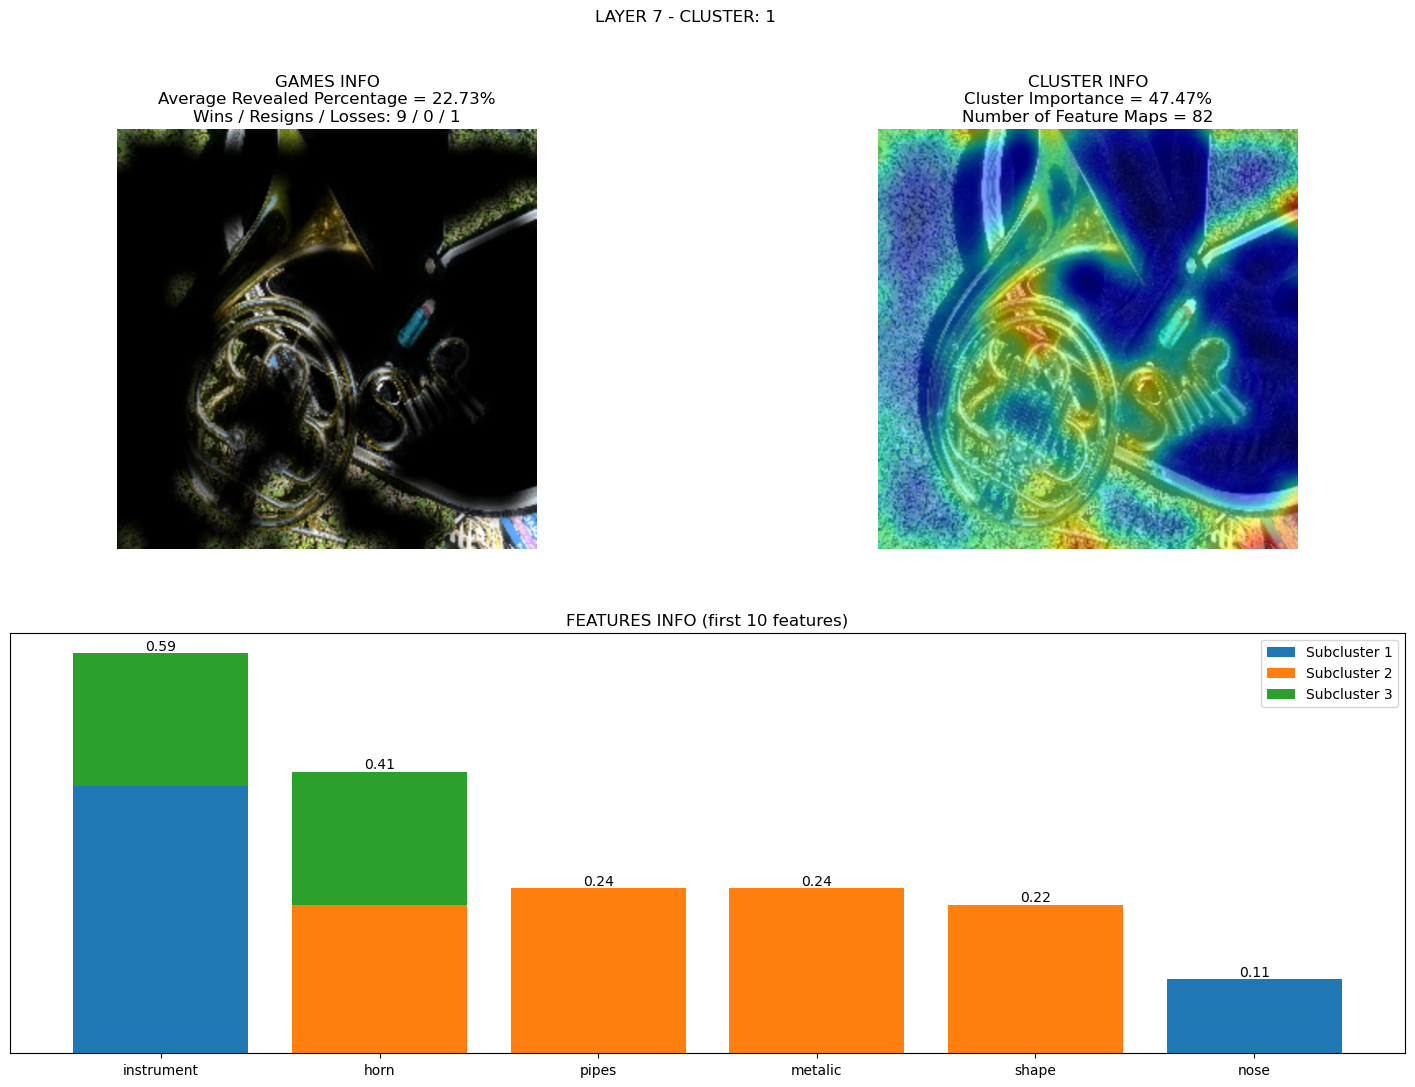 LAYER 7 - CLUSTER: 1
GAMES INFO
Average Revealed Percentage = 22.73%
Wins / Resigns / Losses: 9 / 0 / 1
CLUSTER INFO
Cluster Importance = 47.47%
Number of Feature Maps = 82
FEATURES INFO (first 10 features)
Subcluster 1
Subcluster 2
Subcluster 3
0.59
0.41
0.24
0.24
0.22
0.11
instrument
horn
pipes
metalic
shape
nose